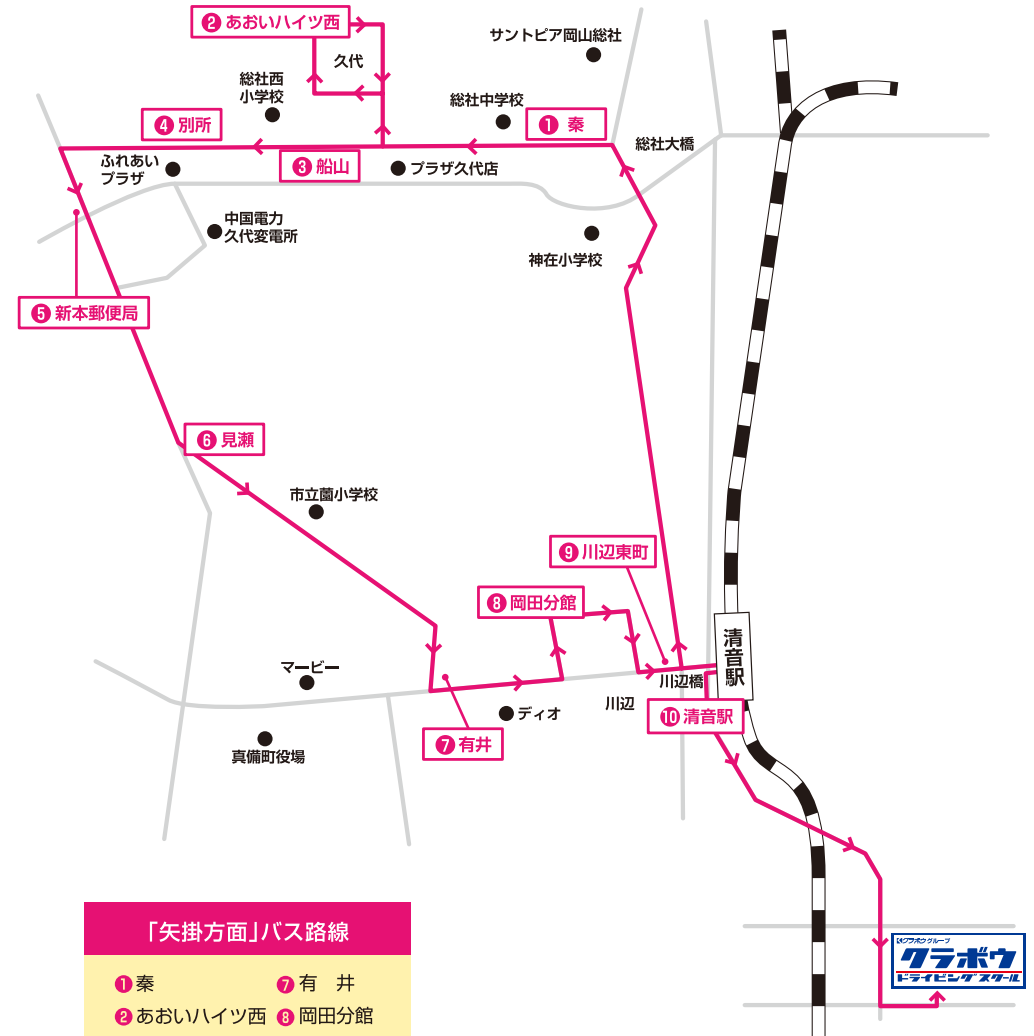 ❷ あおいハイツ西
サントピア岡山総社
久代
総社西
小学校
総社中学校
❹ 別所
❶ 秦
総社大橋
❸ 船山
ふれあい
プラザ
プラザ久代店
中国電力
久代変電所
神在小学校
❺ 新本郵便局
❻ 見瀬
市立薗小学校
❾ 川辺東町
❽ 岡田分館
清音駅
マービー
川辺橋
川辺
❿ 清音駅
ディオ
❼ 有井
真備町役場
「矢掛方面」バス路線
クラボウグループ
クラボウ
ドライビングスクール
❶ 秦
❼ 有 井
❷ あおいハイツ西
❽ 岡田分館